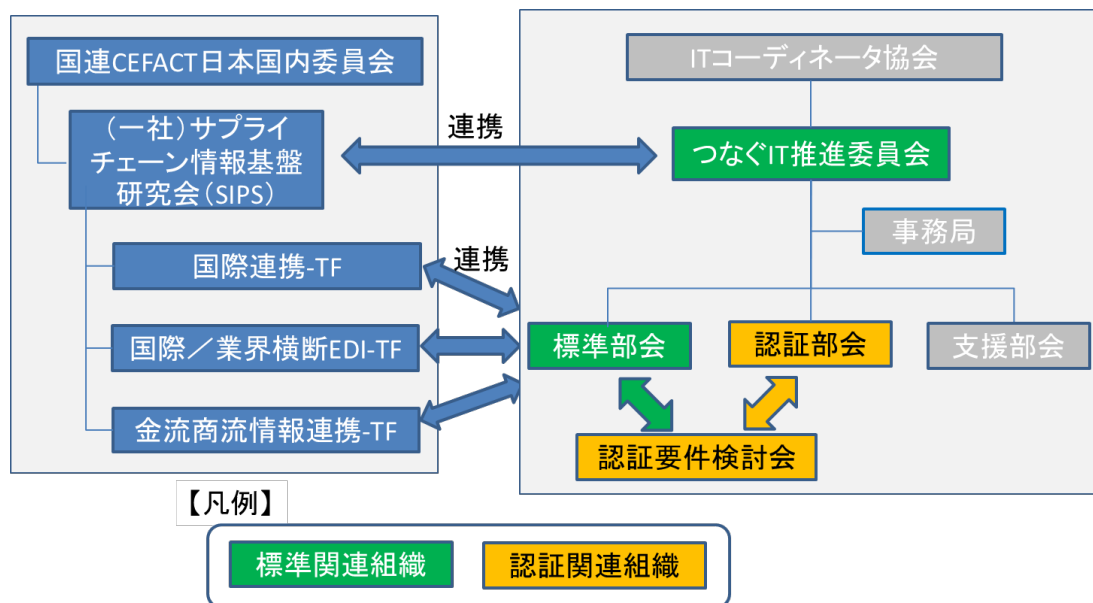 国連CEFACT日本国内委員会
（一社）サプライ
チェーン情報基盤
研究会（SIPS）
国際連携-TF
国際／業界横断EDI-TF
金流商流情報連携-TF
連携
連携
ITコーディネータ協会
つなぐIT推進委員会
事務局
標準部会
認証部会
支援部会
認証要件検討会
【凡例】
標準関連組織
認証関連組織